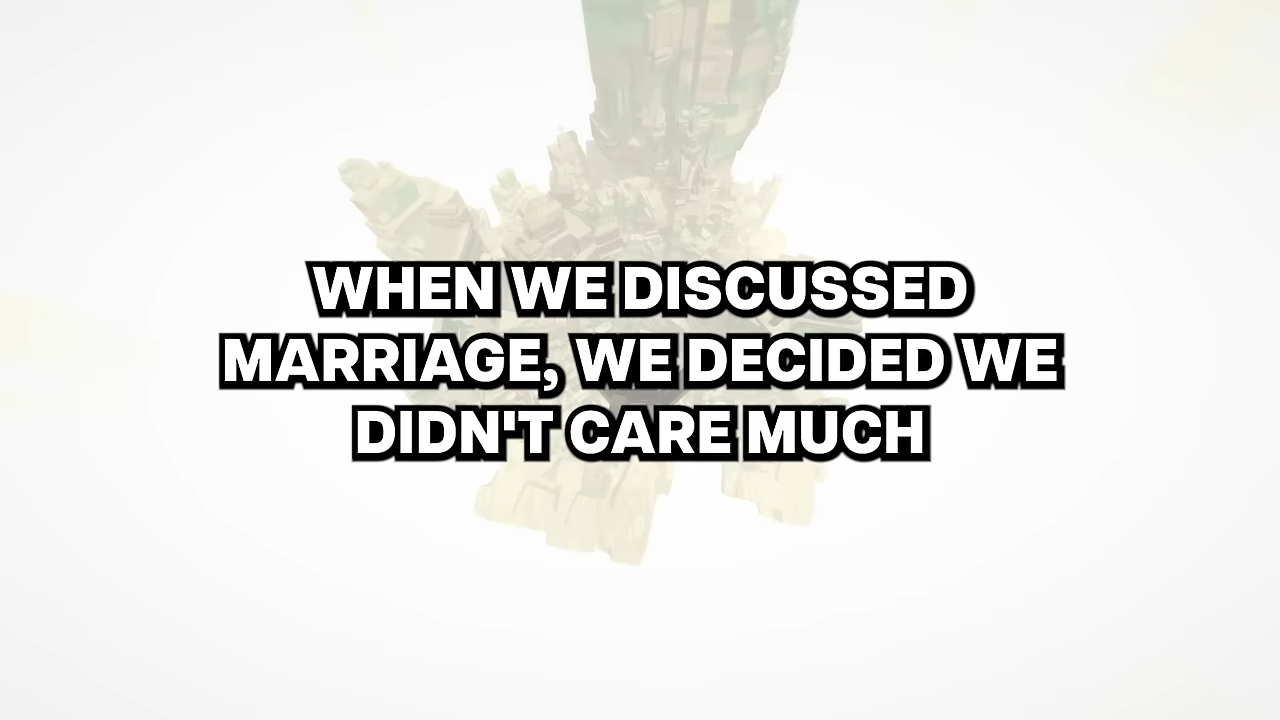 WHEN WE DISCUSSED
MARRIAGE, WE DECIDED WE
DIDN'T CARE MUCH